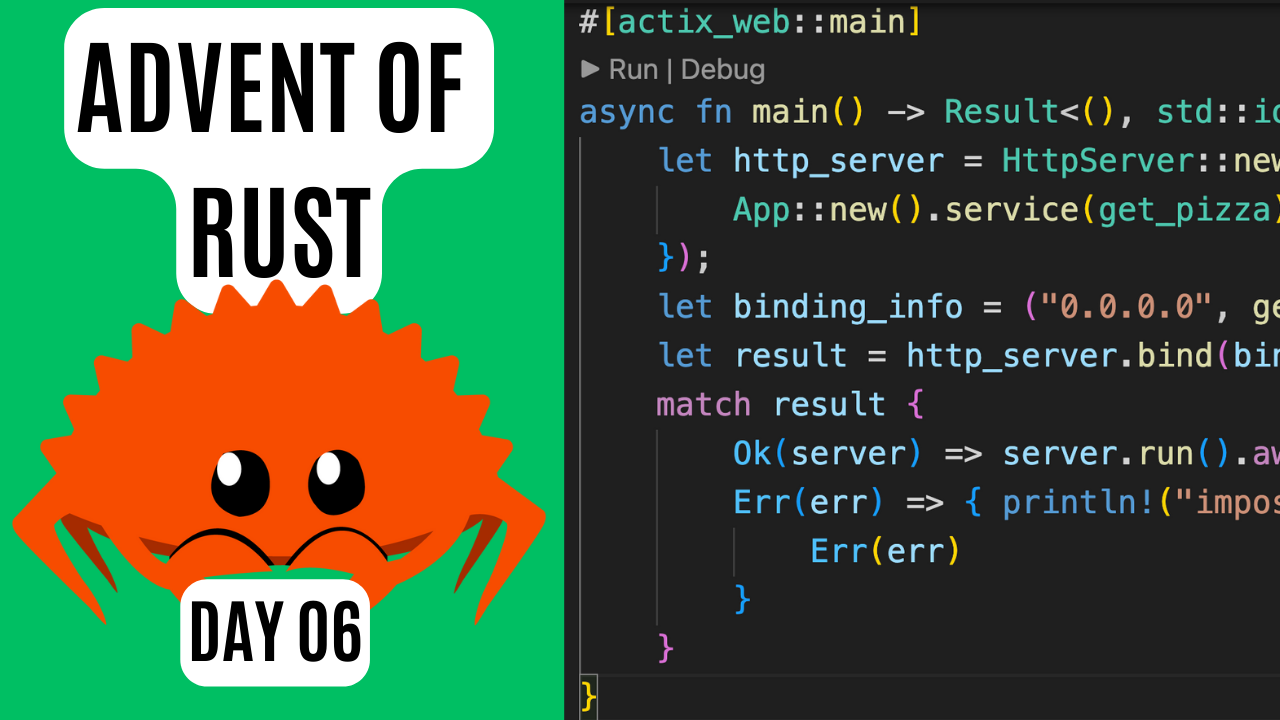 ADVENT OF
RUST
DAY 06
#[actix_web::main]
▶ Run | Debug
async fn main() -> Result<(), std::io
let http_server = HttpServer::new
App::new().service(get_pizza)
});
let binding_info = ("0.0.0.0", ge
let result = http_server.bind(bin
match result {
Ok(server) => server.run().aw
Err(err) => { println!("impos
Err(err)
}
}
}